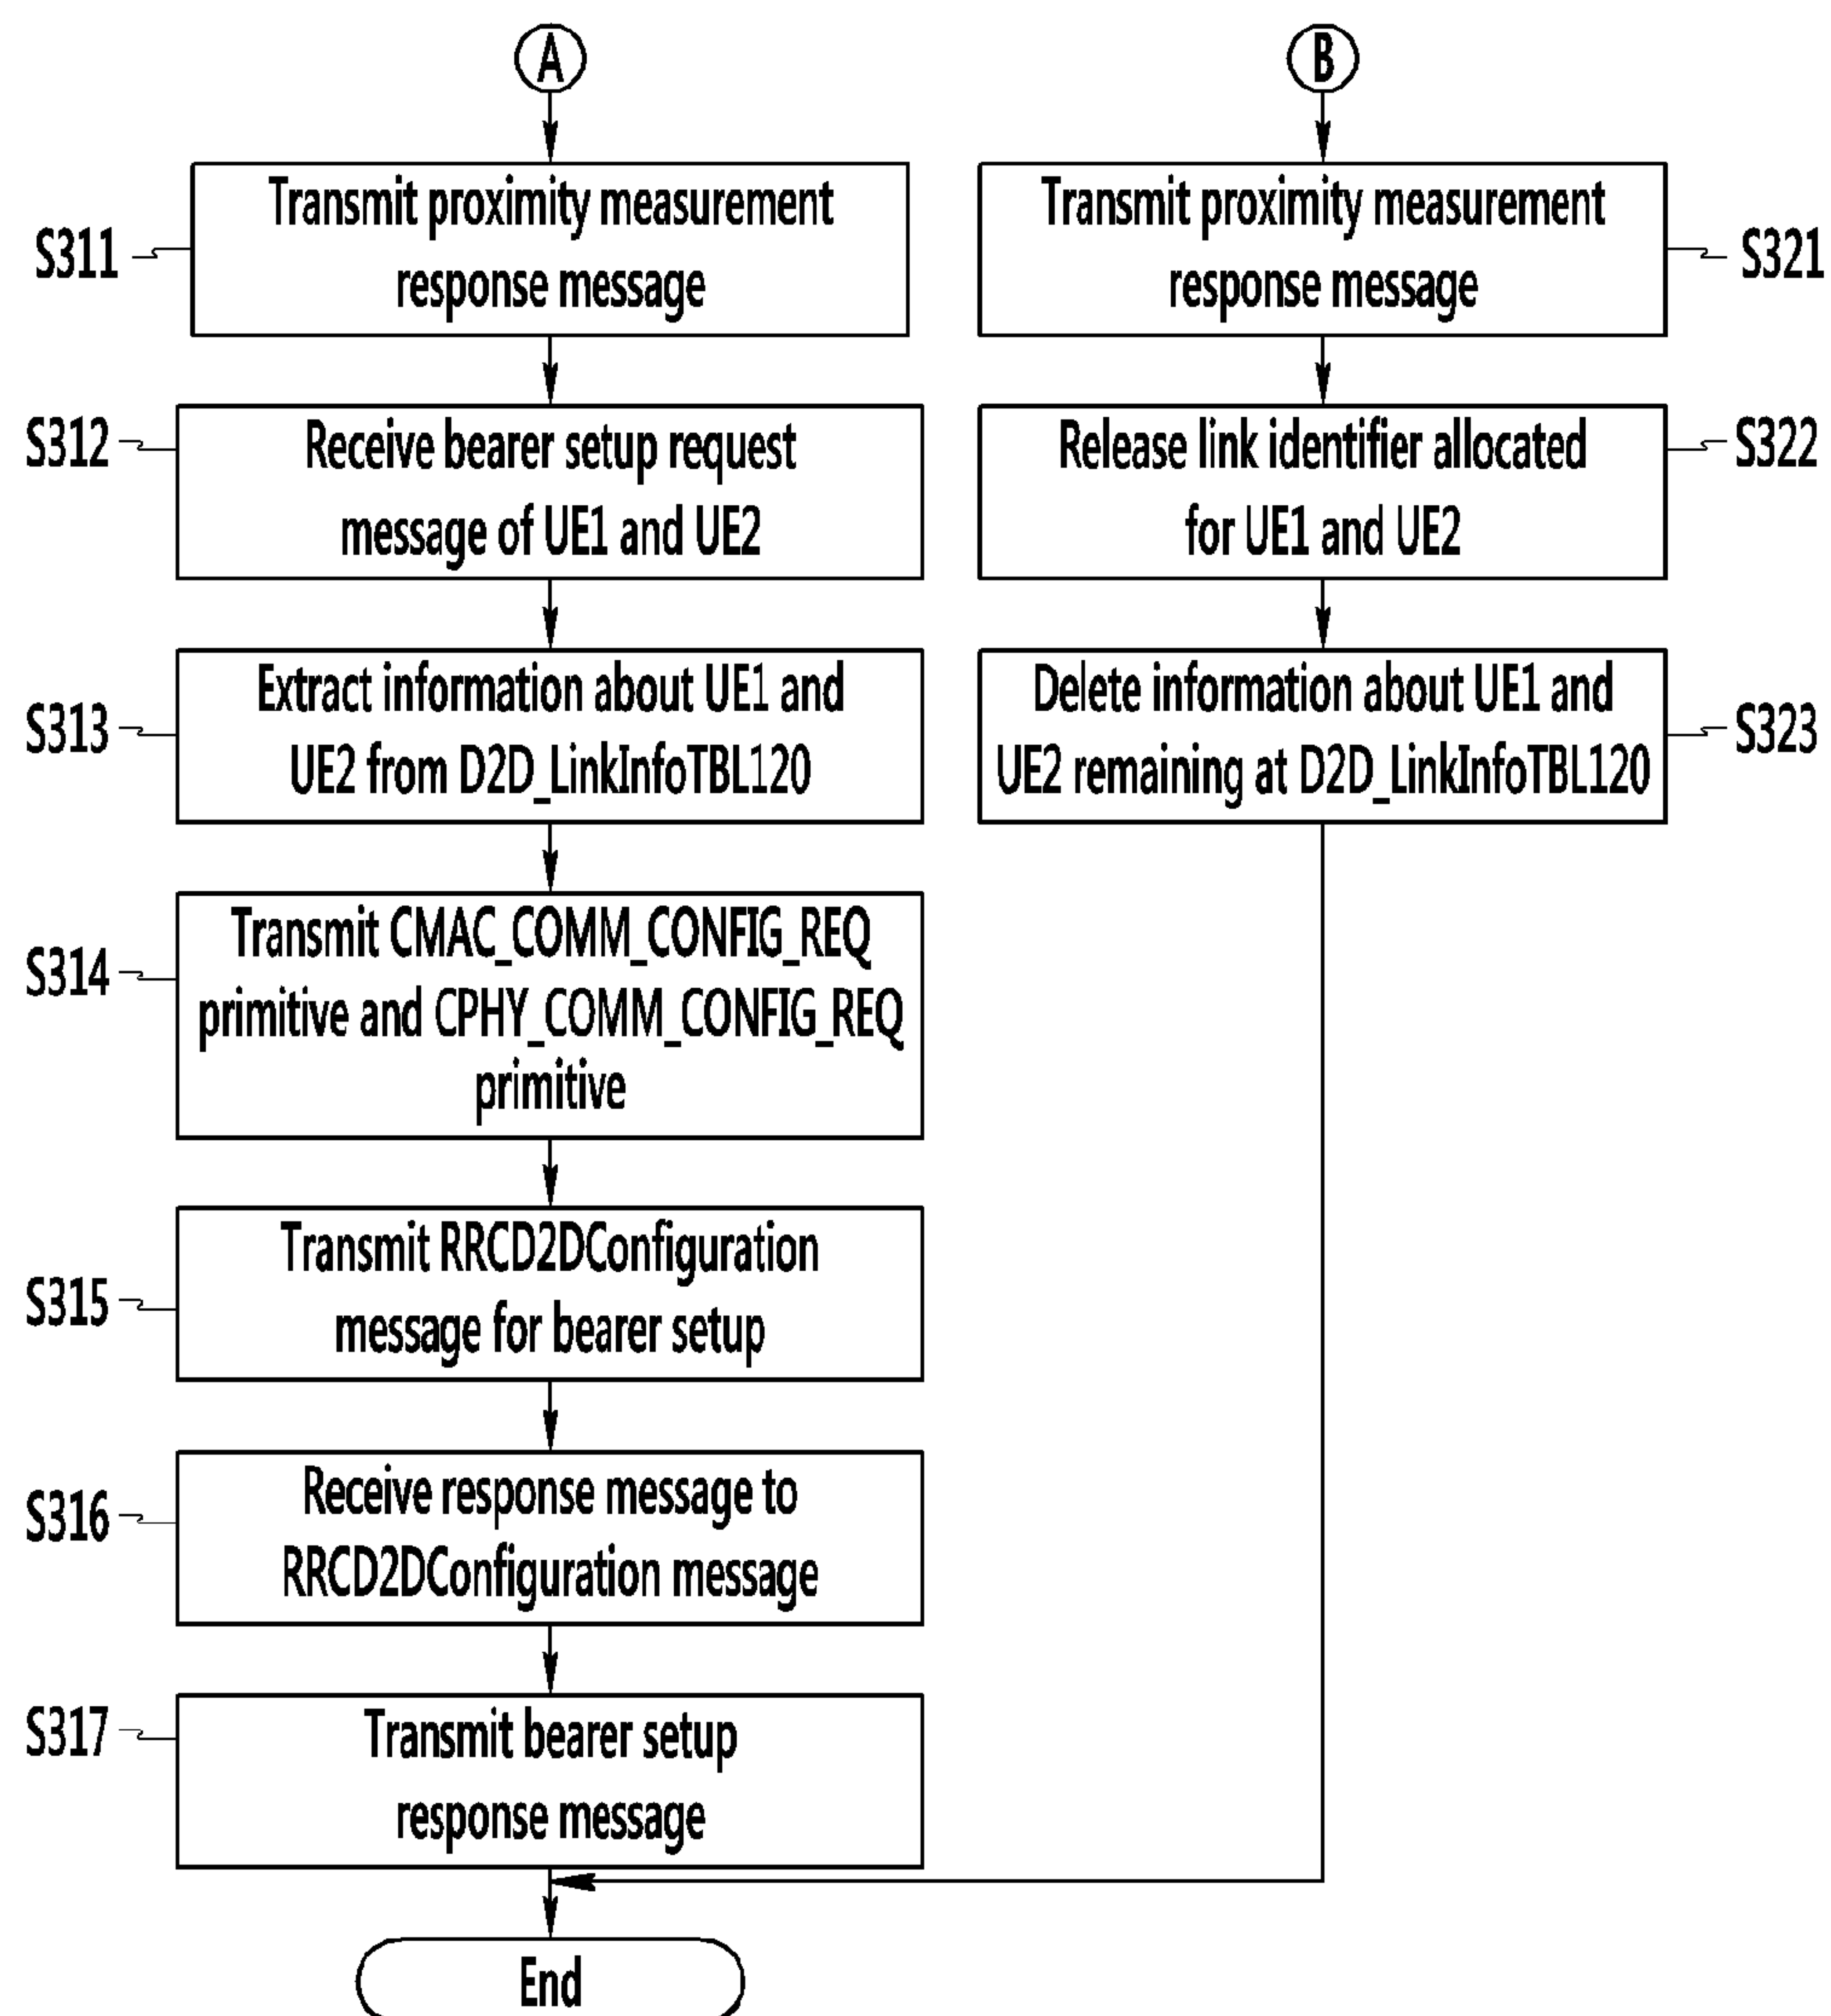 A
S311
Transmit proximity measurement
response message
S312
Receive bearer setup request
message of UE1 and UE2
S313
Extract information about UE1 and
UE2 from D2D_LinkInfoTBL120
S314
Transmit CMAC_COMM_CONFIG_REQ
primitive and CPHY_COMM_CONFIG_REQ
primitive
S315
Transmit RRCD2DConfiguration
message for bearer setup
S316
Receive response message to
RRCD2DConfiguration message
S317
Transmit bearer setup
response message
B
Transmit proximity measurement
response message
S321
Release link identifier allocated
for UE1 and UE2
S322
Delete information about UE1 and
UE2 remaining at D2D_LinkInfoTBL120
S323
End